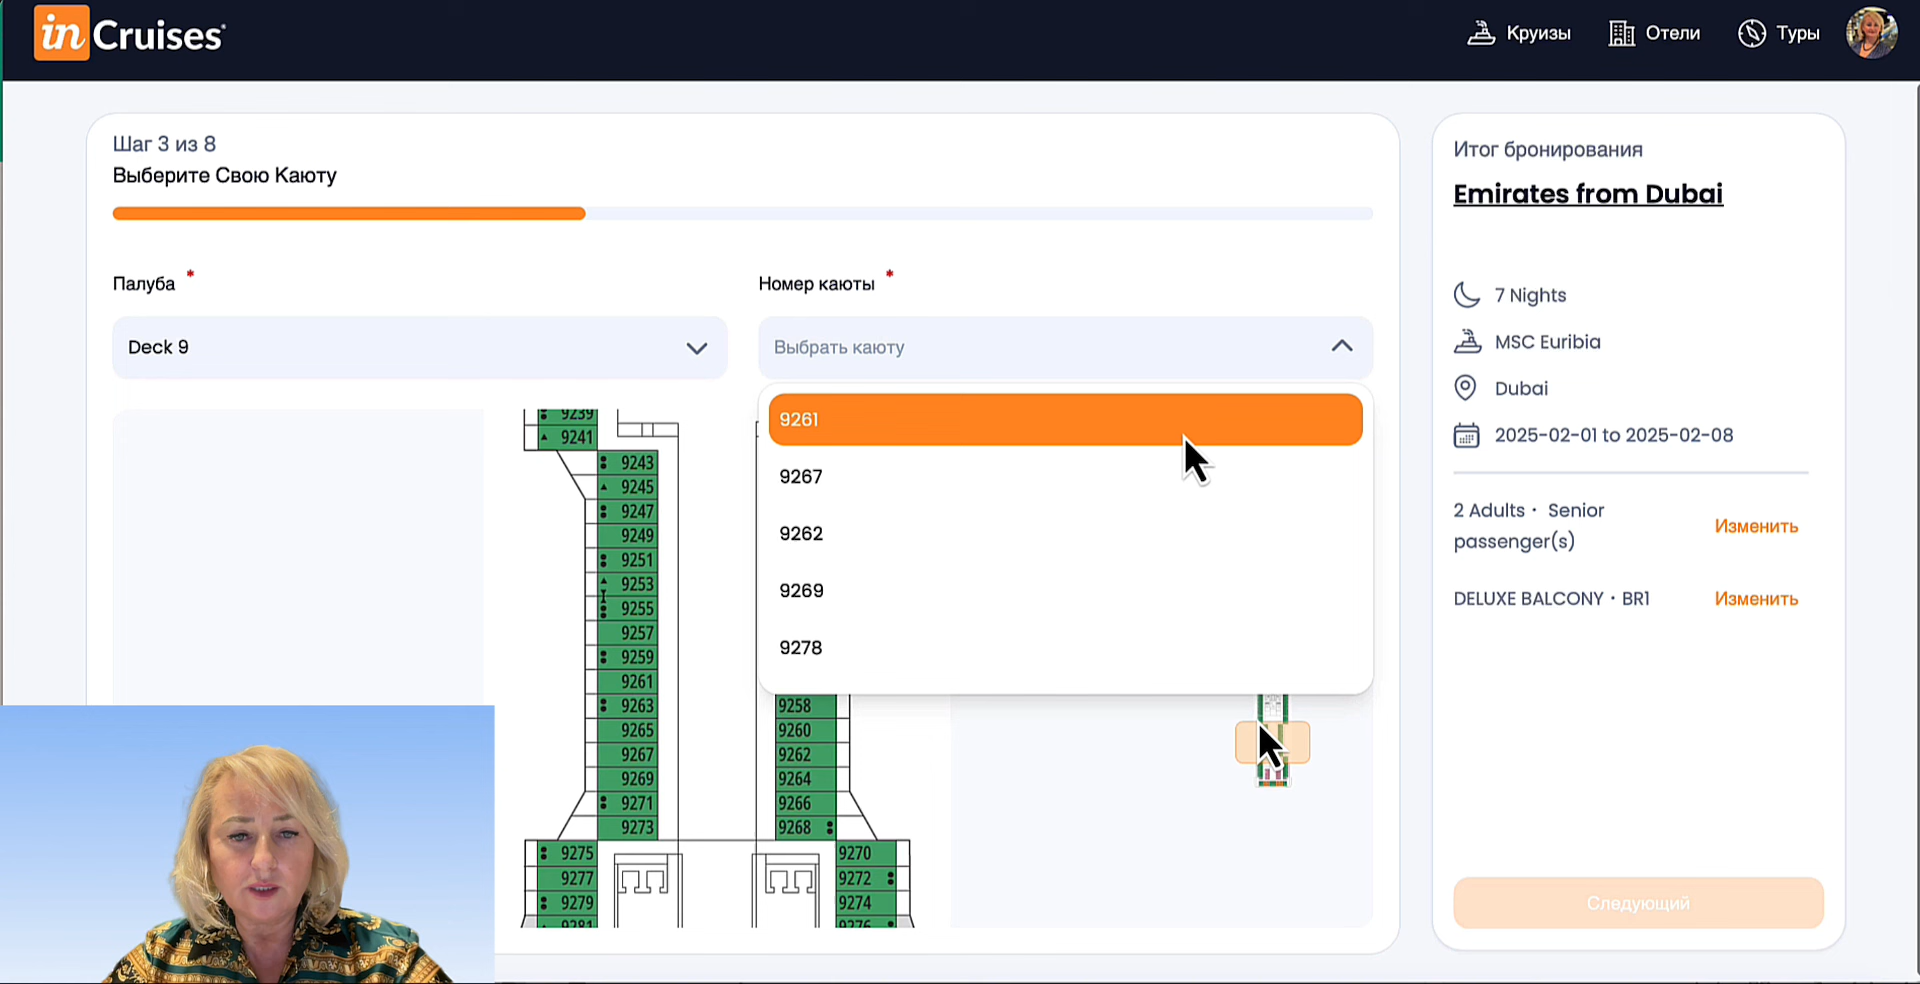 inCruises
Круизы
Отели
Туры
Шаг 3 из 8
Выберите Свою Каюту
Палуба *
Номер каюты *
Deck 9
Выбрать каюту
9261
9267
9262
9269
9278
9239
9241
9243
9245
9247
9249
9251
9253
9255
9257
9259
9261
9263
9265
9267
9269
9271
9273
9275
9277
9279
9281
9258
9260
9262
9264
9266
9268
9270
9272
9274
9276
Итог бронирования
Emirates from Dubai
7 Nights
MSC Euribia
Dubai
2025-02-01 to 2025-02-08
2 Adults · Senior
passenger(s)
Изменить
DELUXE BALCONY · BR1
Изменить
Следующий